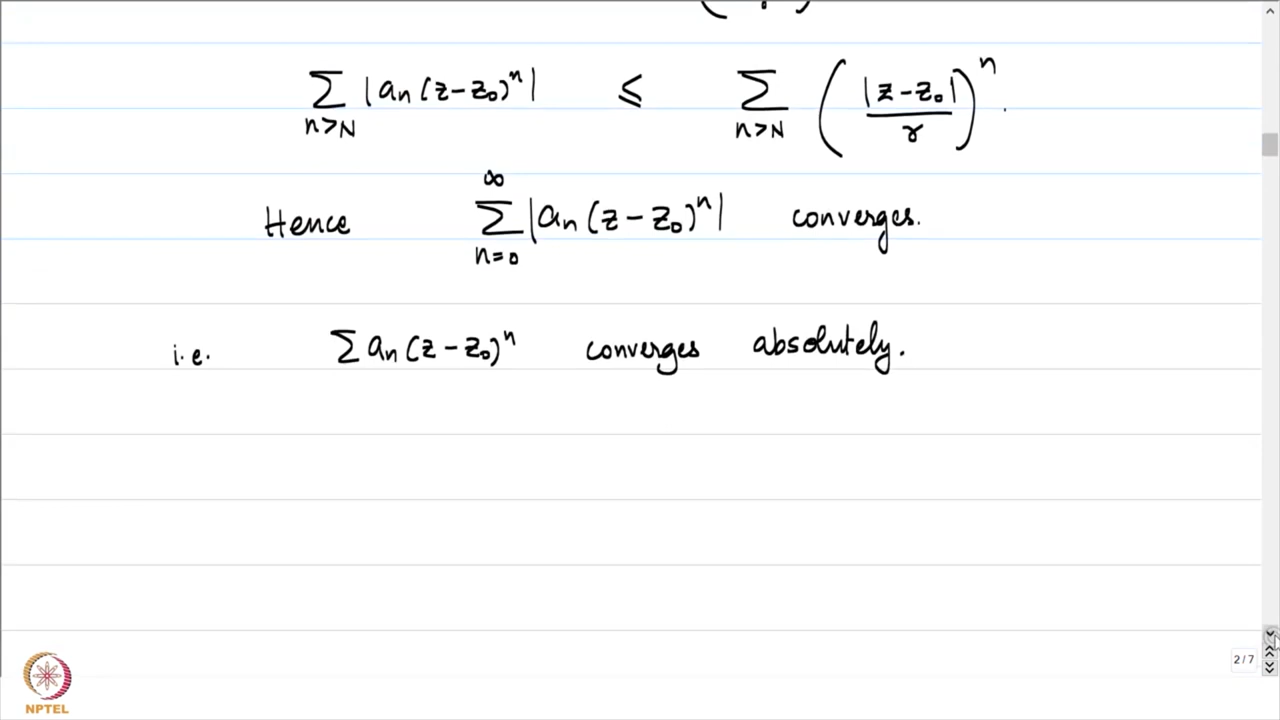 ∑_{n>N} |a_n (z-z_0)^n| ≤ ∑_{n>N} (|z-z_0| / r)^n.
Hence ∑_{n=0}^{∞} |a_n (z-z_0)^n| converges.
i.e. ∑ a_n (z-z_0)^n converges absolutely.
2/7
NPTEL